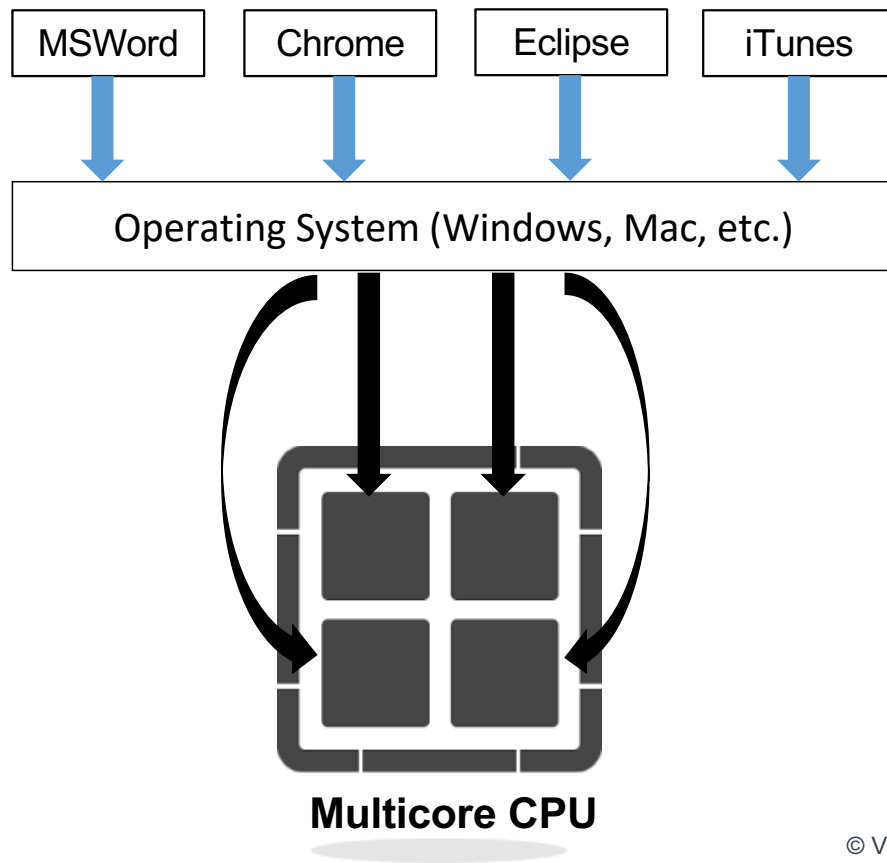 MSWord
Chrome
Eclipse
iTunes
Operating System (Windows, Mac, etc.)
Multicore CPU
© V